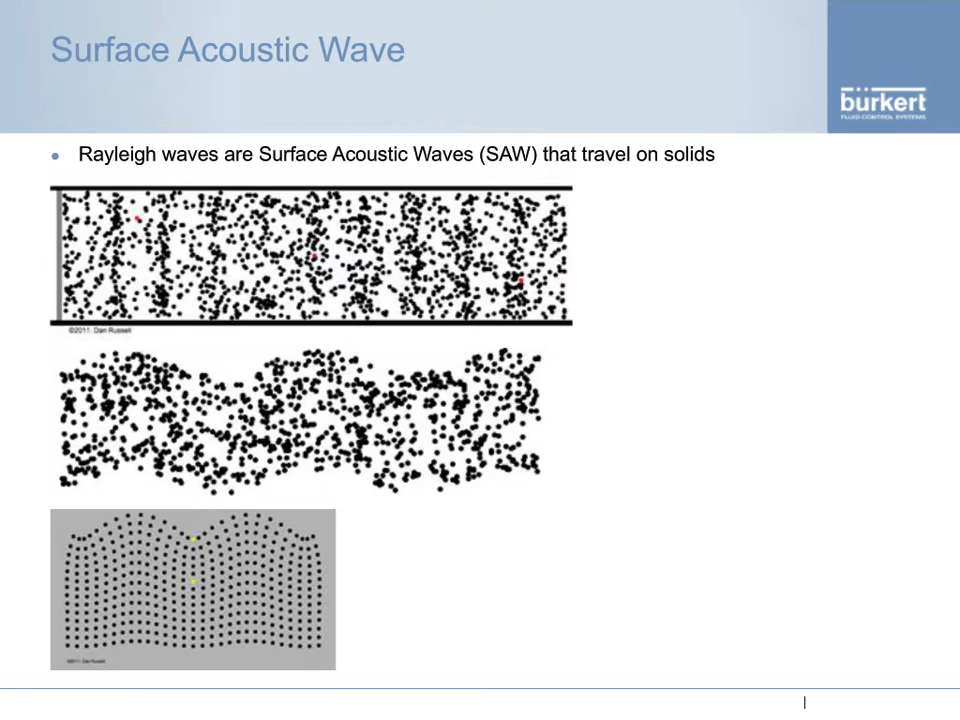 Surface Acoustic Wave
bürkert
FLUID CONTROL SYSTEMS
• Rayleigh waves are Surface Acoustic Waves (SAW) that travel on solids
©2011. Dan Russell
©2011. Dan Russell
|